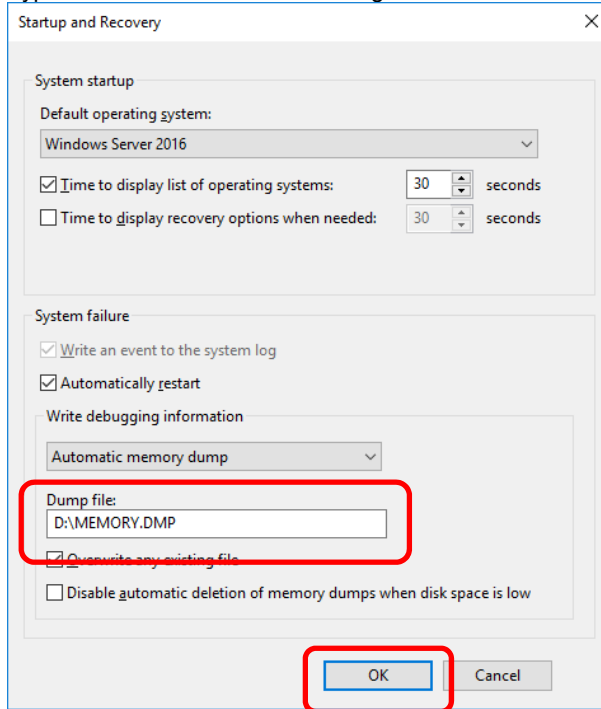 Startup and Recovery
System startup
Default operating system:
Windows Server 2016
Time to display list of operating systems: 30 seconds
Time to display recovery options when needed: 30 seconds
System failure
Write an event to the system log
Automatically restart
Write debugging information
Automatic memory dump
Dump file:
D:\MEMORY.DMP
Overwrite any existing file
Disable automatic deletion of memory dumps when disk space is low
OK Cancel